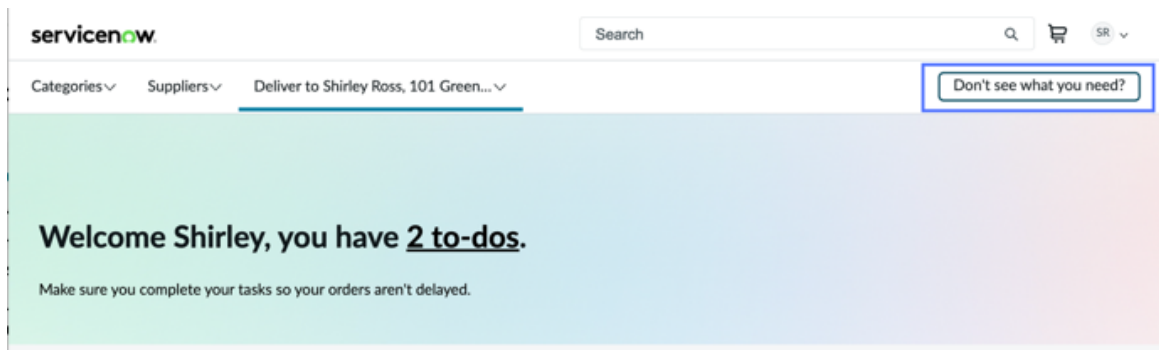 servicenow
Search
SR
Categories
Suppliers
Deliver to Shirley Ross, 101 Green...
Don't see what you need?
Welcome Shirley, you have 2 to-dos.
Make sure you complete your tasks so your orders aren't delayed.